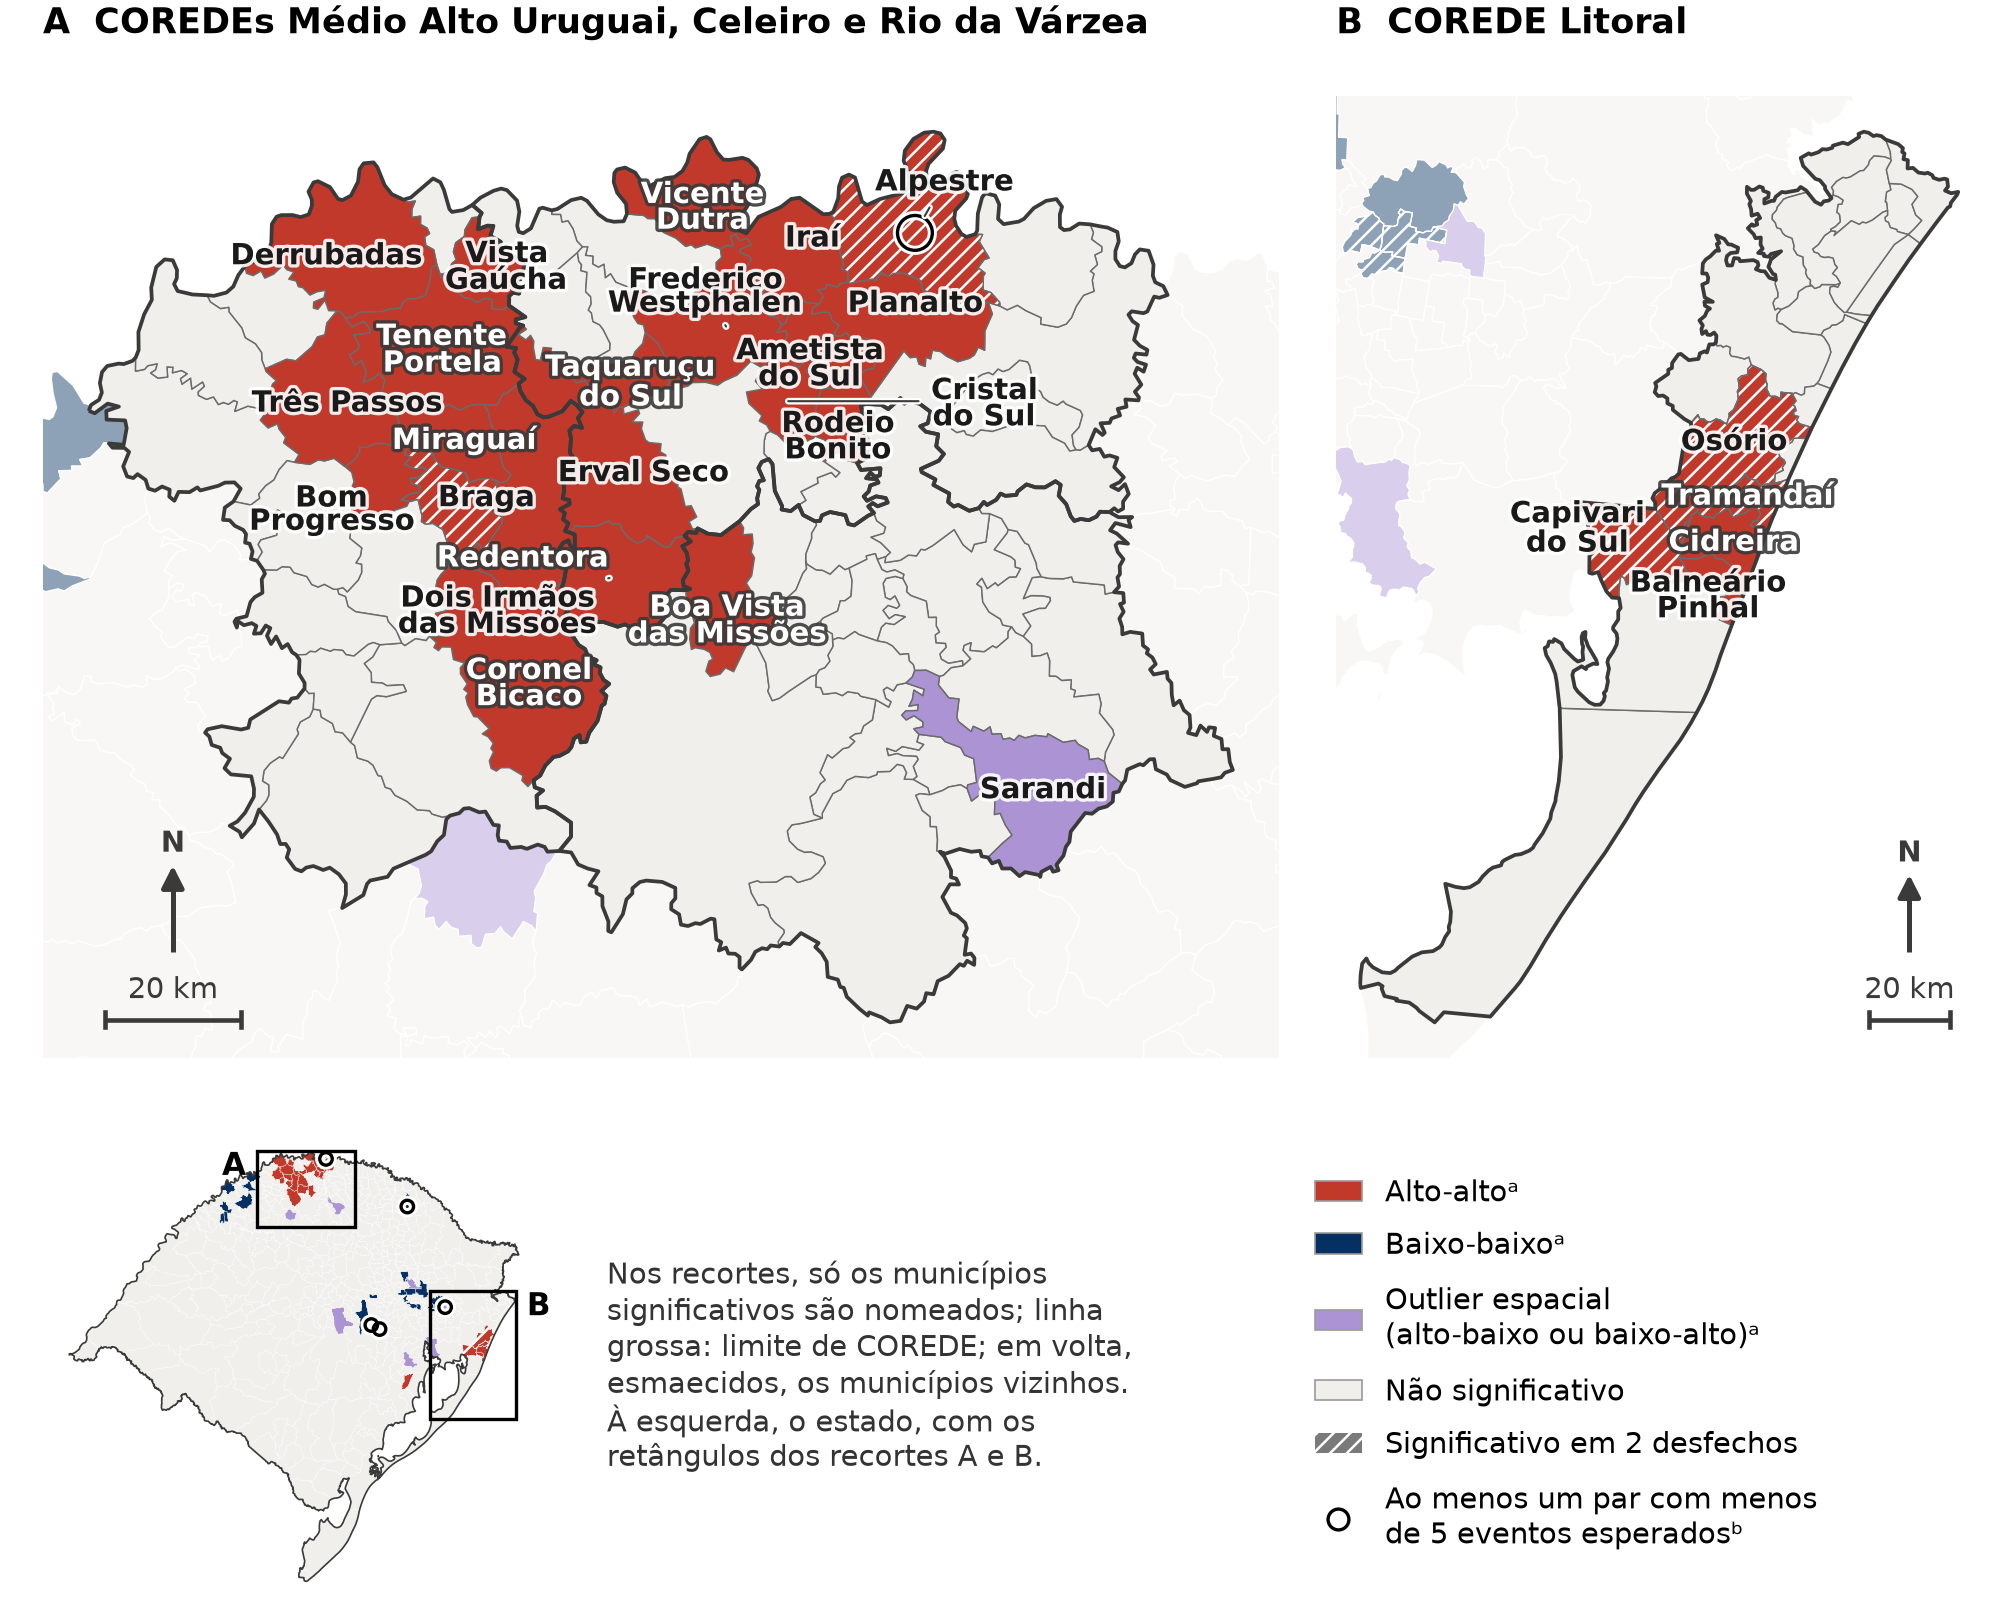 A COREDEs Médio Alto Uruguai, Celeiro e Rio da Várzea
B COREDE Litoral
Alpestre
Vicente
Dutra
Iraí
Derrubadas
Vista
Gaúcha
Frederico
Westphalen
Planalto
Tenente
Portela
Taquaruçu
do Sul
Ametista
do Sul
Cristal
do Sul
Três Passos
Miraguaí
Rodeio
Bonito
Erval Seco
Bom
Progresso
Braga
Redentora
Dois Irmãos
das Missões
Boa Vista
das Missões
Coronel
Bicaco
Sarandi
N
20 km
Osório
Tramandaí
Capivari
do Sul
Cidreira
Balneário
Pinhal
N
20 km
A
B
Nos recortes, só os municípios
significativos são nomeados; linha
grossa: limite de COREDE; em volta,
esmaecidos, os municípios vizinhos.
À esquerda, o estado, com os
retângulos dos recortes A e B.
Alto-altoᵃ
Baixo-baixoᵃ
Outlier espacial
(alto-baixo ou baixo-alto)ᵃ
Não significativo
Significativo em 2 desfechos
Ao menos um par com menos
de 5 eventos esperadosᵇ